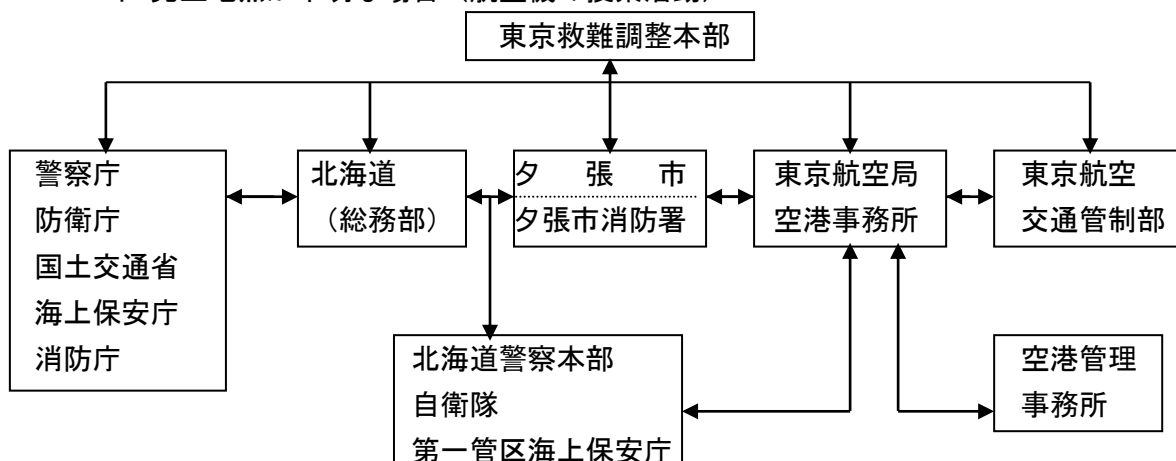 東京救難調整本部
警察庁
防衛庁
国土交通省
海上保安庁
消防庁
北海道
（総務部）
夕　張　市
夕張市消防署
東京航空局
空港事務所
東京航空
交通管制部
北海道警察本部
自衛隊
第一管区海上保安庁
空港管理
事務所